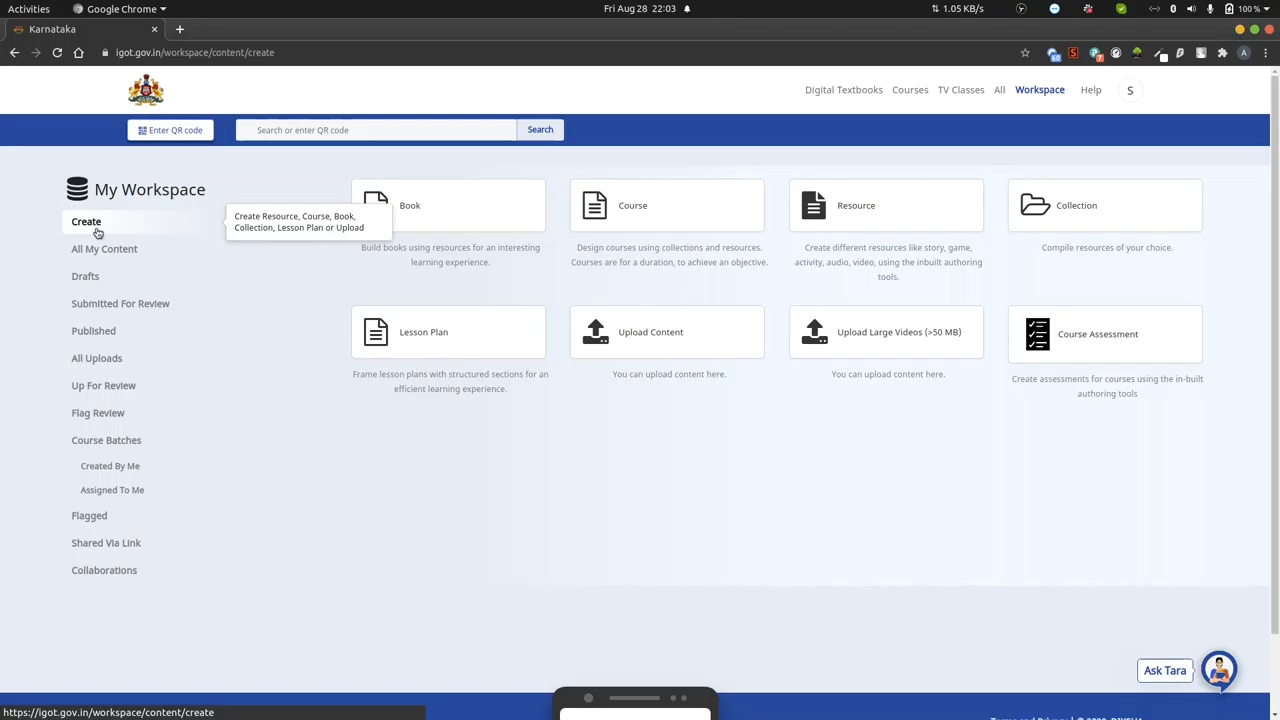 Activities
Google Chrome
Fri Aug 28 22:03
1.05 KB/s
100 %
Karnataka
igot.gov.in/workspace/content/create
60
S
7
A
Digital Textbooks
Courses
TV Classes
All
Workspace
Help
S
Enter QR code
Search or enter QR code
Search
My Workspace
Create
All My Content
Drafts
Submitted For Review
Published
All Uploads
Up For Review
Flag Review
Course Batches
Created By Me
Assigned To Me
Flagged
Shared Via Link
Collaborations
Create Resource, Course, Book,
Collection, Lesson Plan or Upload
Book
Build books using resources for an interesting
learning experience.
Course
Design courses using collections and resources.
Courses are for a duration, to achieve an objective.
Resource
Create different resources like story, game,
activity, audio, video, using the inbuilt authoring
tools.
Collection
Compile resources of your choice.
Lesson Plan
Frame lesson plans with structured sections for an
efficient learning experience.
Upload Content
You can upload content here.
Upload Large Videos (>50 MB)
You can upload content here.
Course Assessment
Create assessments for courses using the in-built
authoring tools
Ask Tara
https://igot.gov.in/workspace/content/create